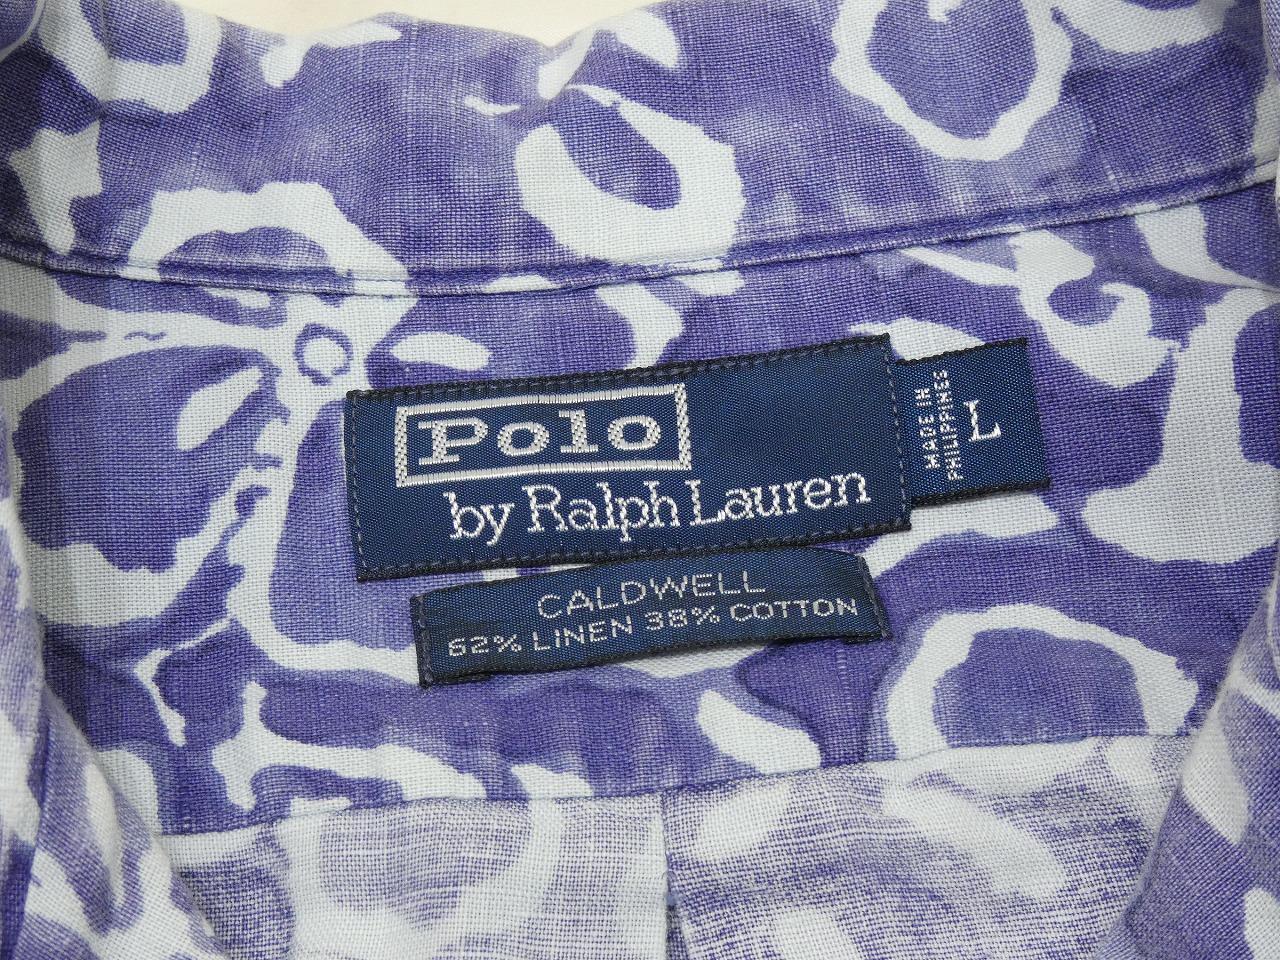 Polo
by Ralph Lauren
MADE IN
PHILIPPINES
L
CALDWELL
62% LINEN 38% COTTON